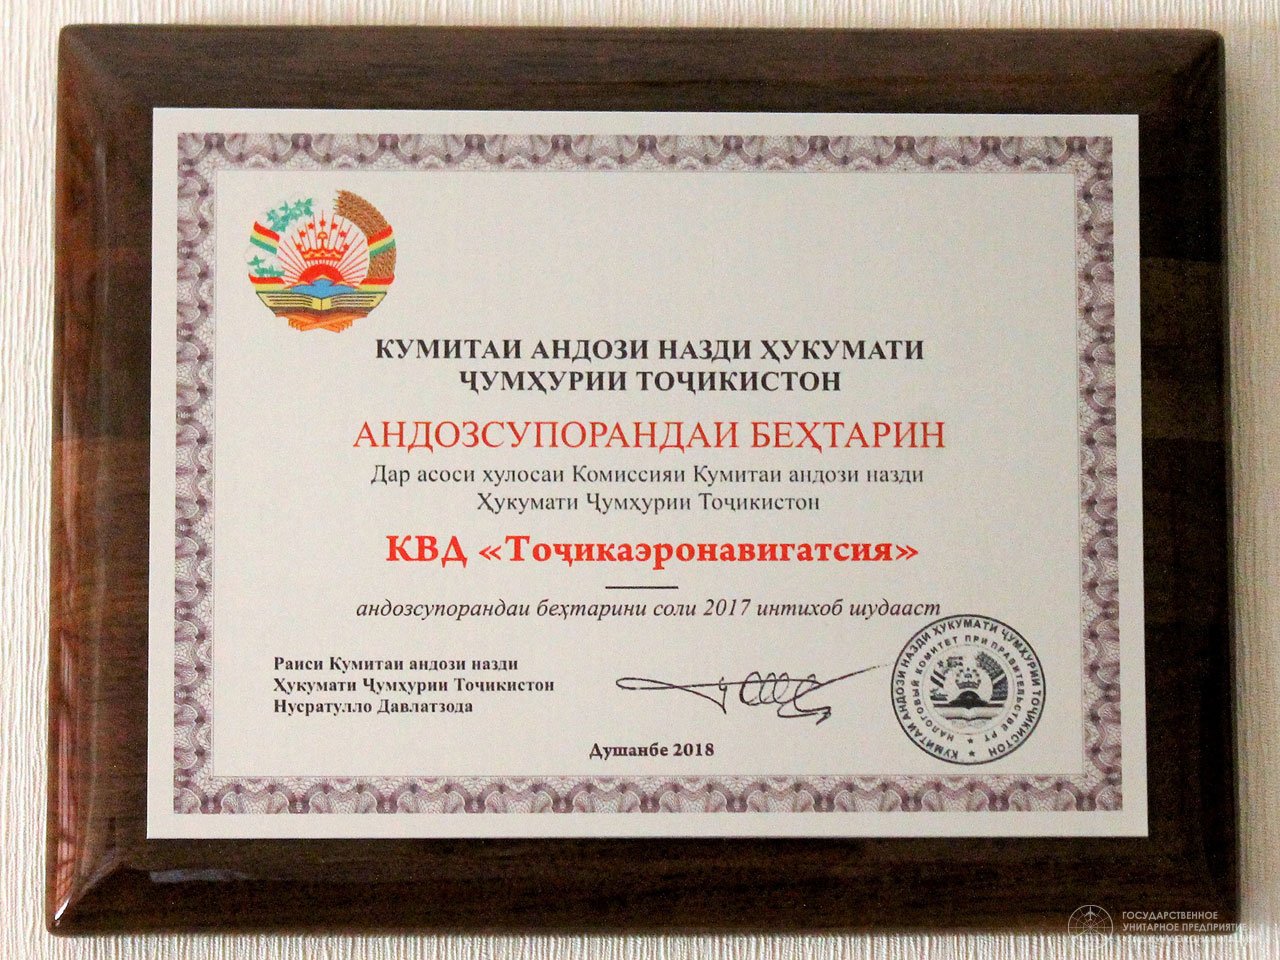 КУМИТАИ АНДОЗИ НАЗДИ ҲУКУМАТИ
ҶУМҲУРИИ ТОҶИКИСТОН
АНДОЗСУПОРАНДАИ БЕҲТАРИН
Дар асоси хулосаи Комиссияи Кумитаи андози назди
Ҳукумати Ҷумҳурии Тоҷикистон
КВД «Тоҷикаэронавигатсия»
андозсупорандаи беҳтарини соли 2017 интихоб шудааст
Раиси Кумитаи андози назди
Ҳукумати Ҷумҳурии Тоҷикистон
Нусратулло Давлатзода
КУМИТАИ АНДОЗИ НАЗДИ ҲУКУМАТИ ҶУМҲУРИИ ТОҶИКИСТОН
НАЛОГОВЫЙ КОМИТЕТ ПРИ ПРАВИТЕЛЬСТВЕ РТ
Душанбе 2018
ГОСУДАРСТВЕННОЕ
УНИТАРНОЕ ПРЕДПРИЯТИЕ